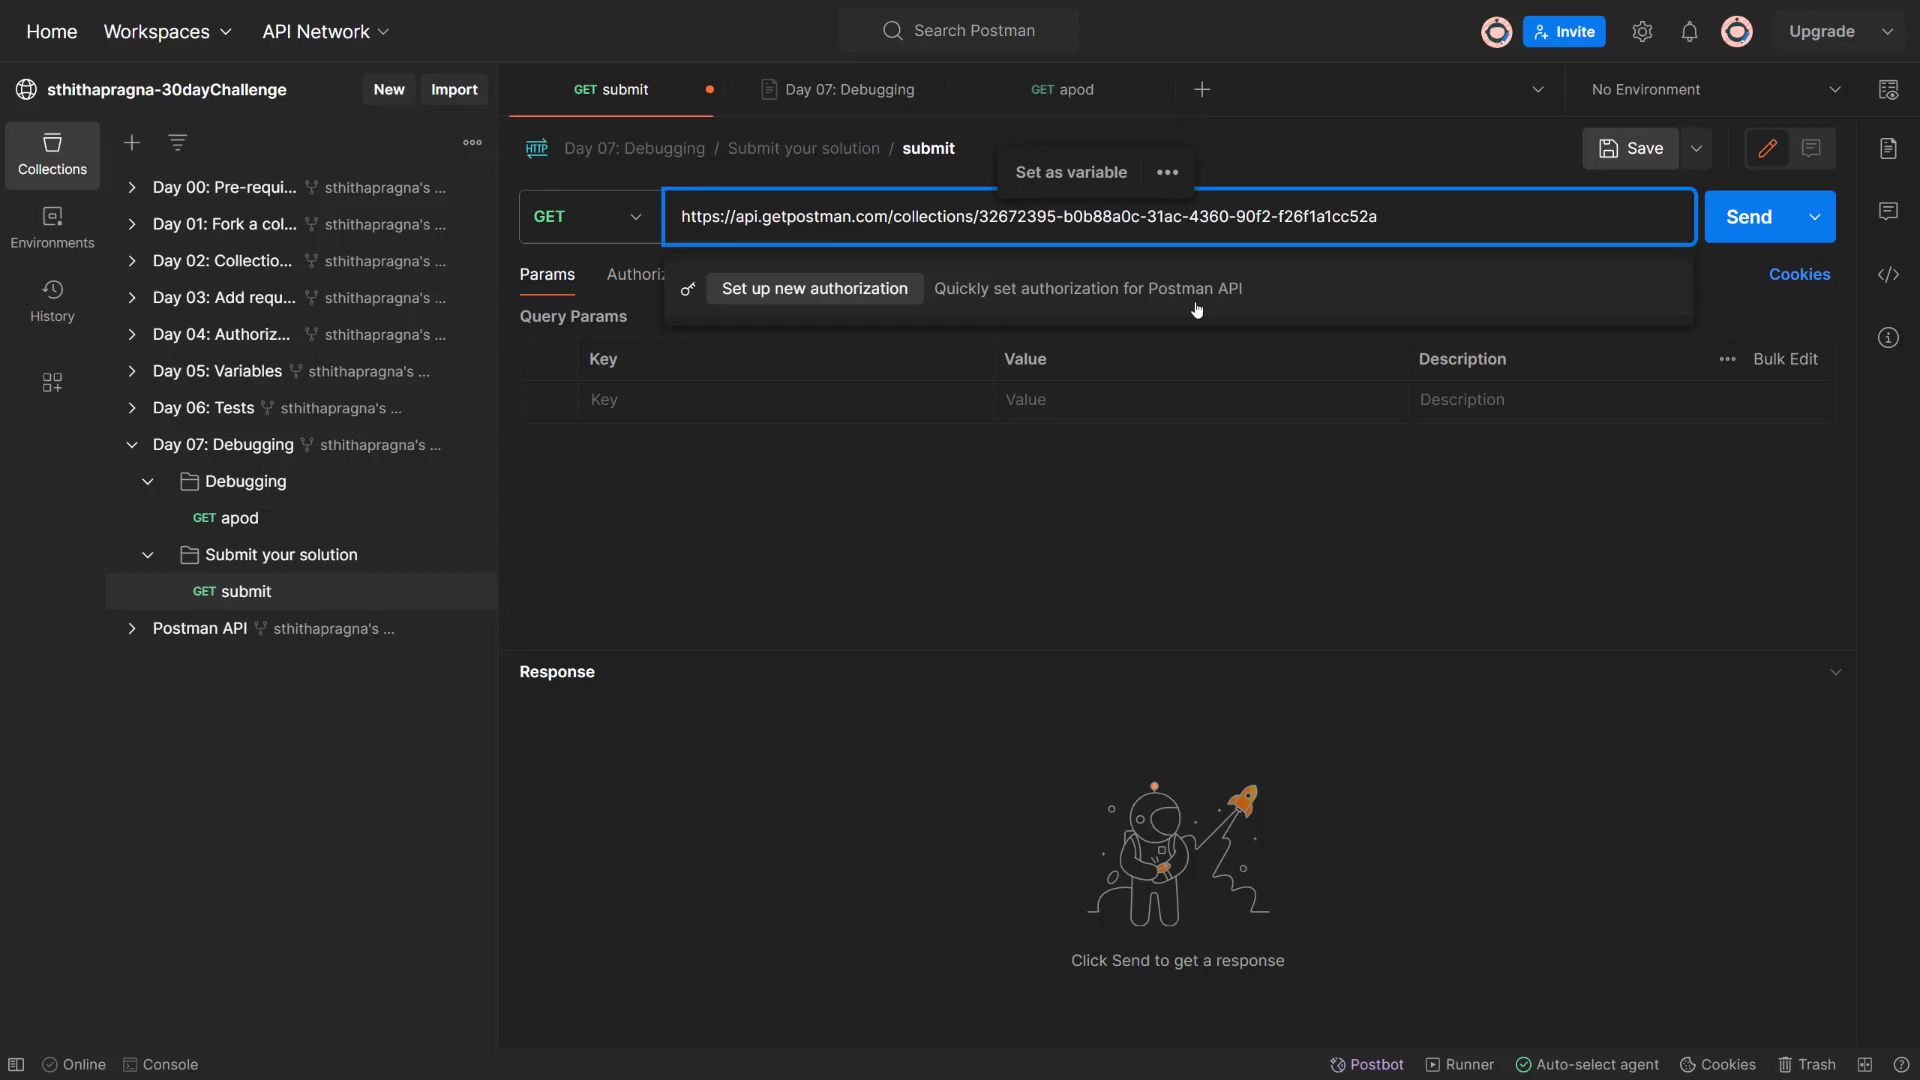 Home Workspaces API Network
Search Postman
Invite
Upgrade
sthithapragna-30dayChallenge
New Import
GET submit
Day 07: Debugging
GET apod
No Environment
Collections
Environments
History
Day 00: Pre-requi... sthithapragna's ...
Day 01: Fork a col... sthithapragna's ...
Day 02: Collectio... sthithapragna's ...
Day 03: Add requ... sthithapragna's ...
Day 04: Authoriz... sthithapragna's ...
Day 05: Variables sthithapragna's ...
Day 06: Tests sthithapragna's ...
Day 07: Debugging sthithapragna's ...
Debugging
GET apod
Submit your solution
GET submit
Postman API sthithapragna's ...
HTTP Day 07: Debugging / Submit your solution / submit
Save
Set as variable
GET https://api.getpostman.com/collections/32672395-b0b88a0c-31ac-4360-90f2-f26f1a1cc52a Send
Params Authoriz
Cookies
Set up new authorization Quickly set authorization for Postman API
Query Params
Key Value Description Bulk Edit
Key Value Description
Response
Click Send to get a response
Online Console
Postbot Runner Auto-select agent Cookies Trash